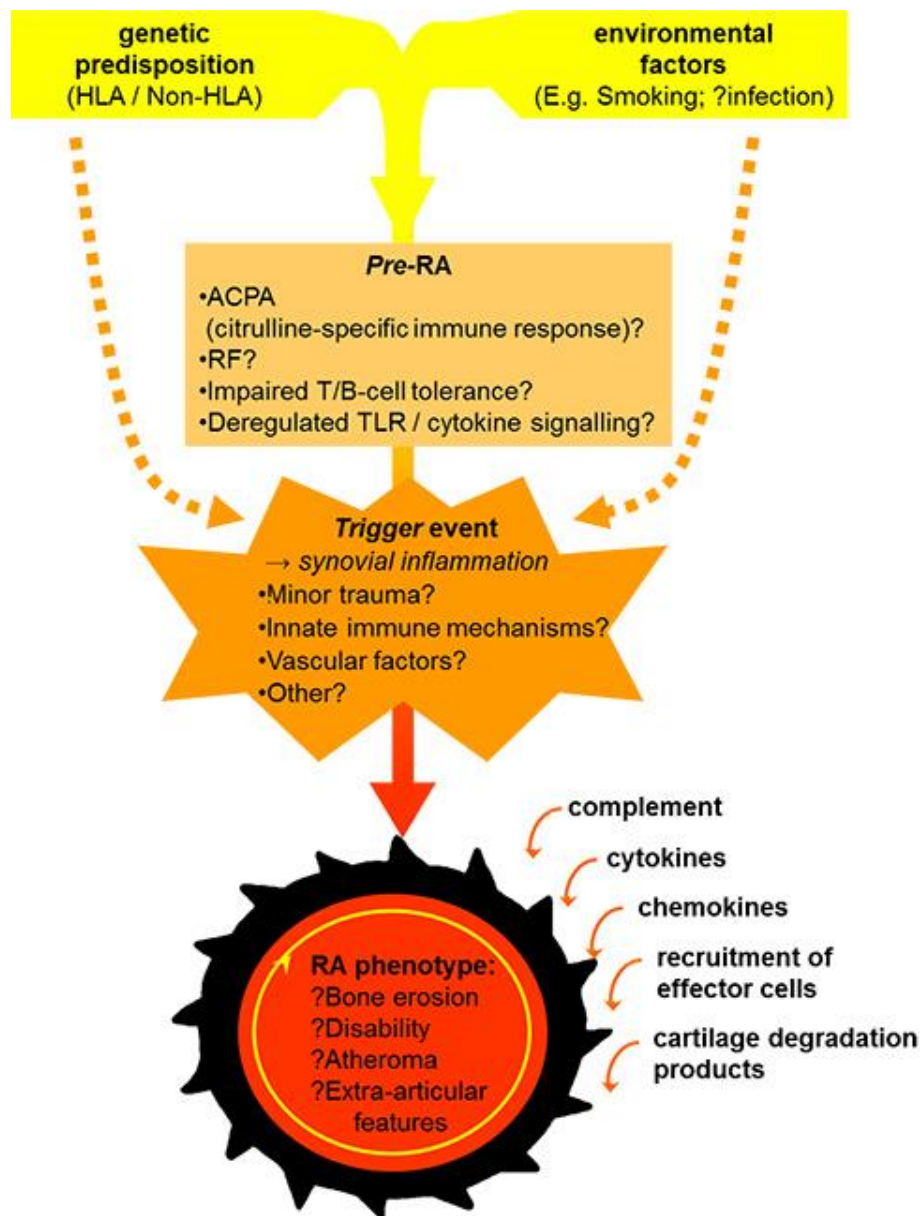 genetic
predisposition
(HLA / Non-HLA)
environmental
factors
(E.g. Smoking; ?infection)
Pre-RA
•ACPA
(citrulline-specific immune response)?
•RF?
•Impaired T/B-cell tolerance?
•Deregulated TLR / cytokine signalling?
Trigger event
→ synovial inflammation
•Minor trauma?
•Innate immune mechanisms?
•Vascular factors?
•Other?
complement
cytokines
chemokines
recruitment of
effector cells
cartilage degradation
products
RA phenotype:
?Bone erosion
?Disability
?Atheroma
?Extra-articular
features